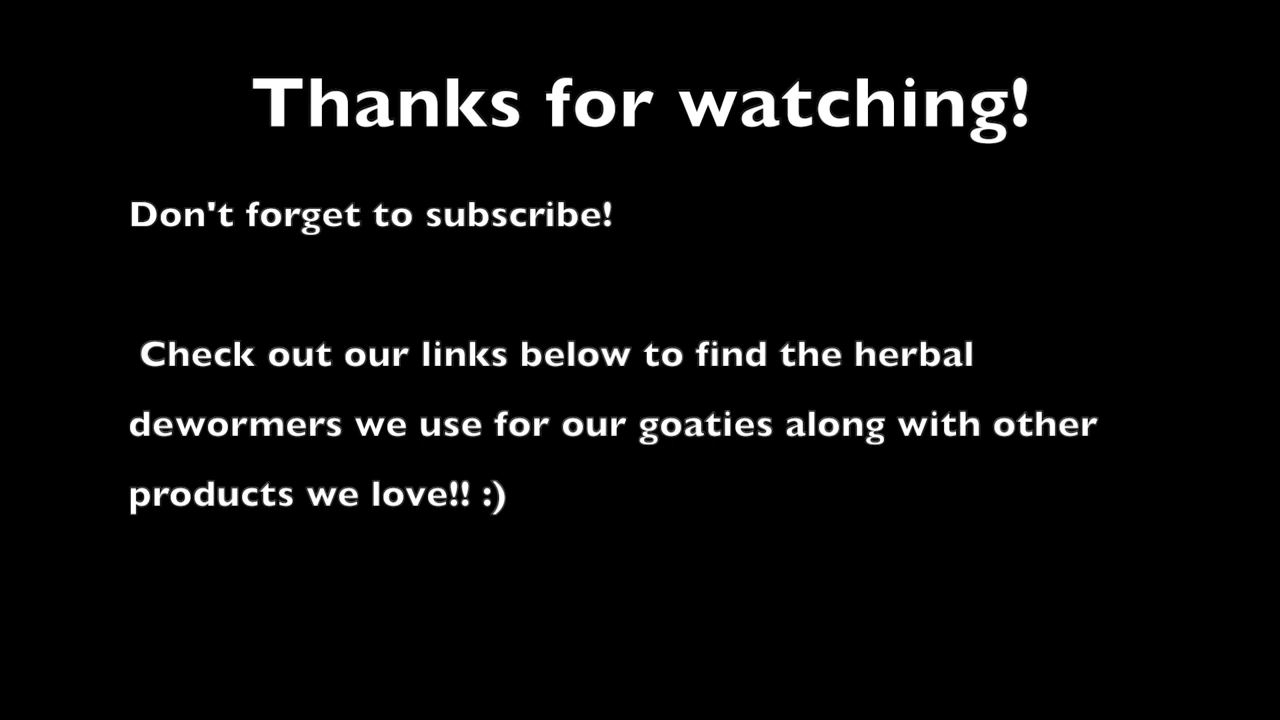 Thanks for watching!
Don't forget to subscribe!
Check out our links below to find the herbal
dewormers we use for our goaties along with other
products we love!! :)